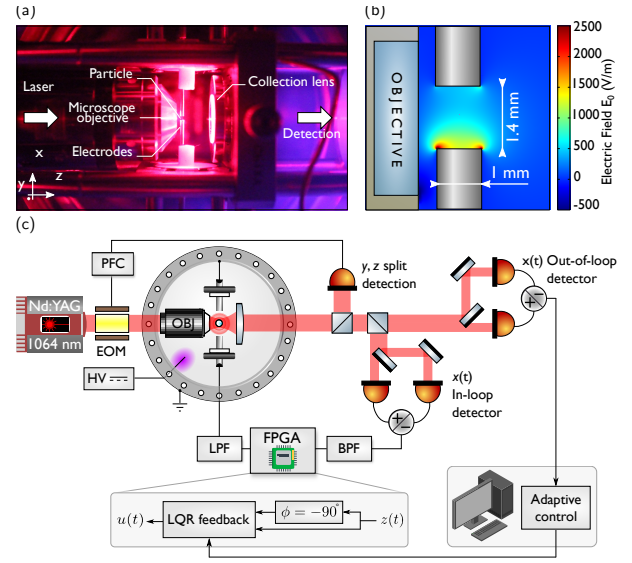 (a)
Particle
Collection lens
Laser
Microscope
objective
Detection
Electrodes
x
y
z
(b)
OBJECTIVE
1.4 mm
1 mm
2500
2000
1500
1000
500
0
-500
Electric Field E₀ (V/m)
(c)
PFC
y, z split
detection
x(t) Out-of-loop
detector
Nd:YAG
1064 nm
EOM
OBJ
HV
x(t)
In-loop
detector
LPF
FPGA
BPF
u(t)
LQR feedback
ϕ = −90°
z(t)
Adaptive
control